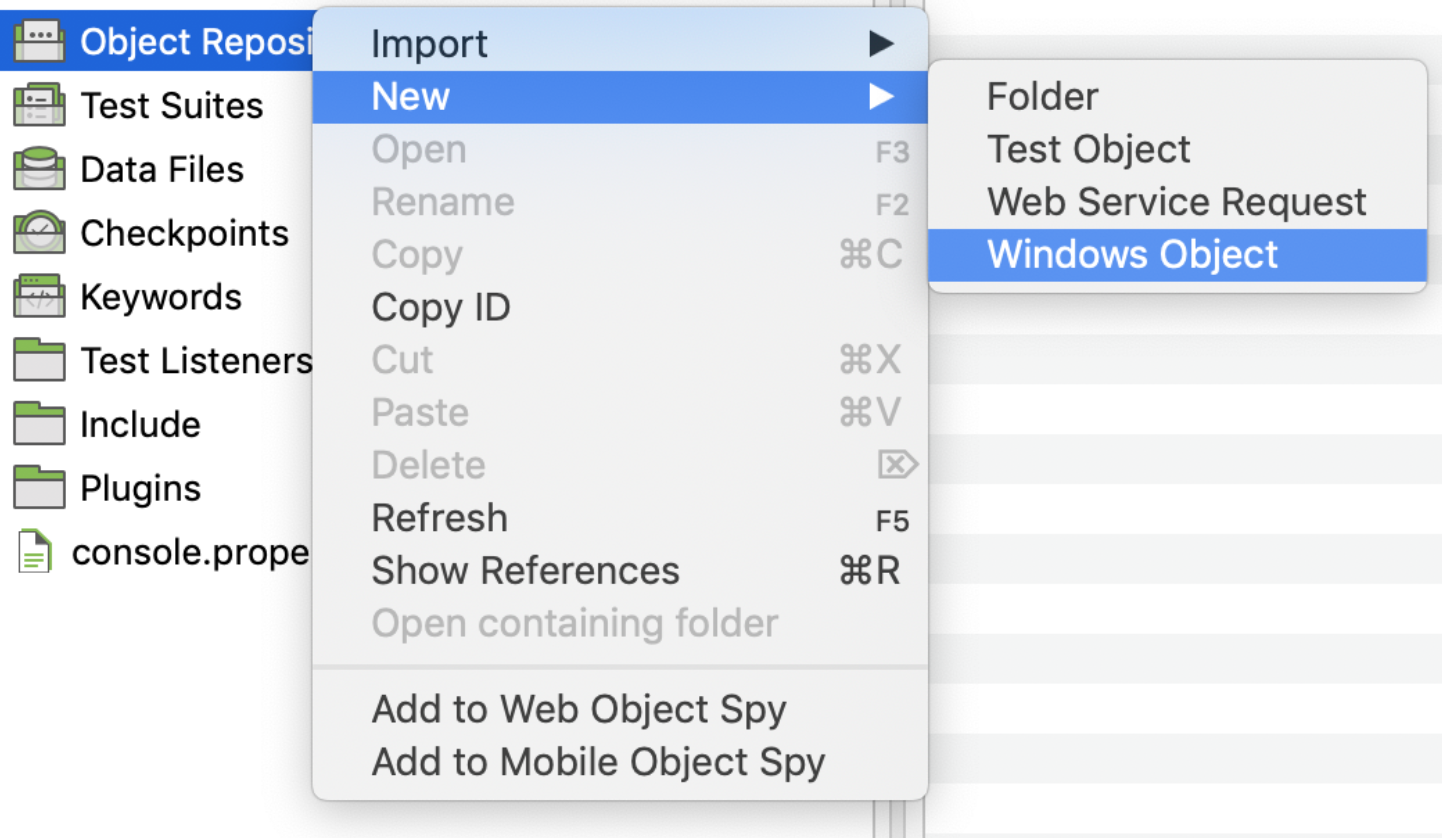 Object Reposi
Test Suites
Data Files
Checkpoints
Keywords
Test Listeners
Include
Plugins
console.prope
Import
New
Open F3
Rename F2
Copy ⌘C
Copy ID
Cut ⌘X
Paste ⌘V
Delete ⌦
Refresh F5
Show References ⌘R
Open containing folder
Add to Web Object Spy
Add to Mobile Object Spy
Folder
Test Object
Web Service Request
Windows Object